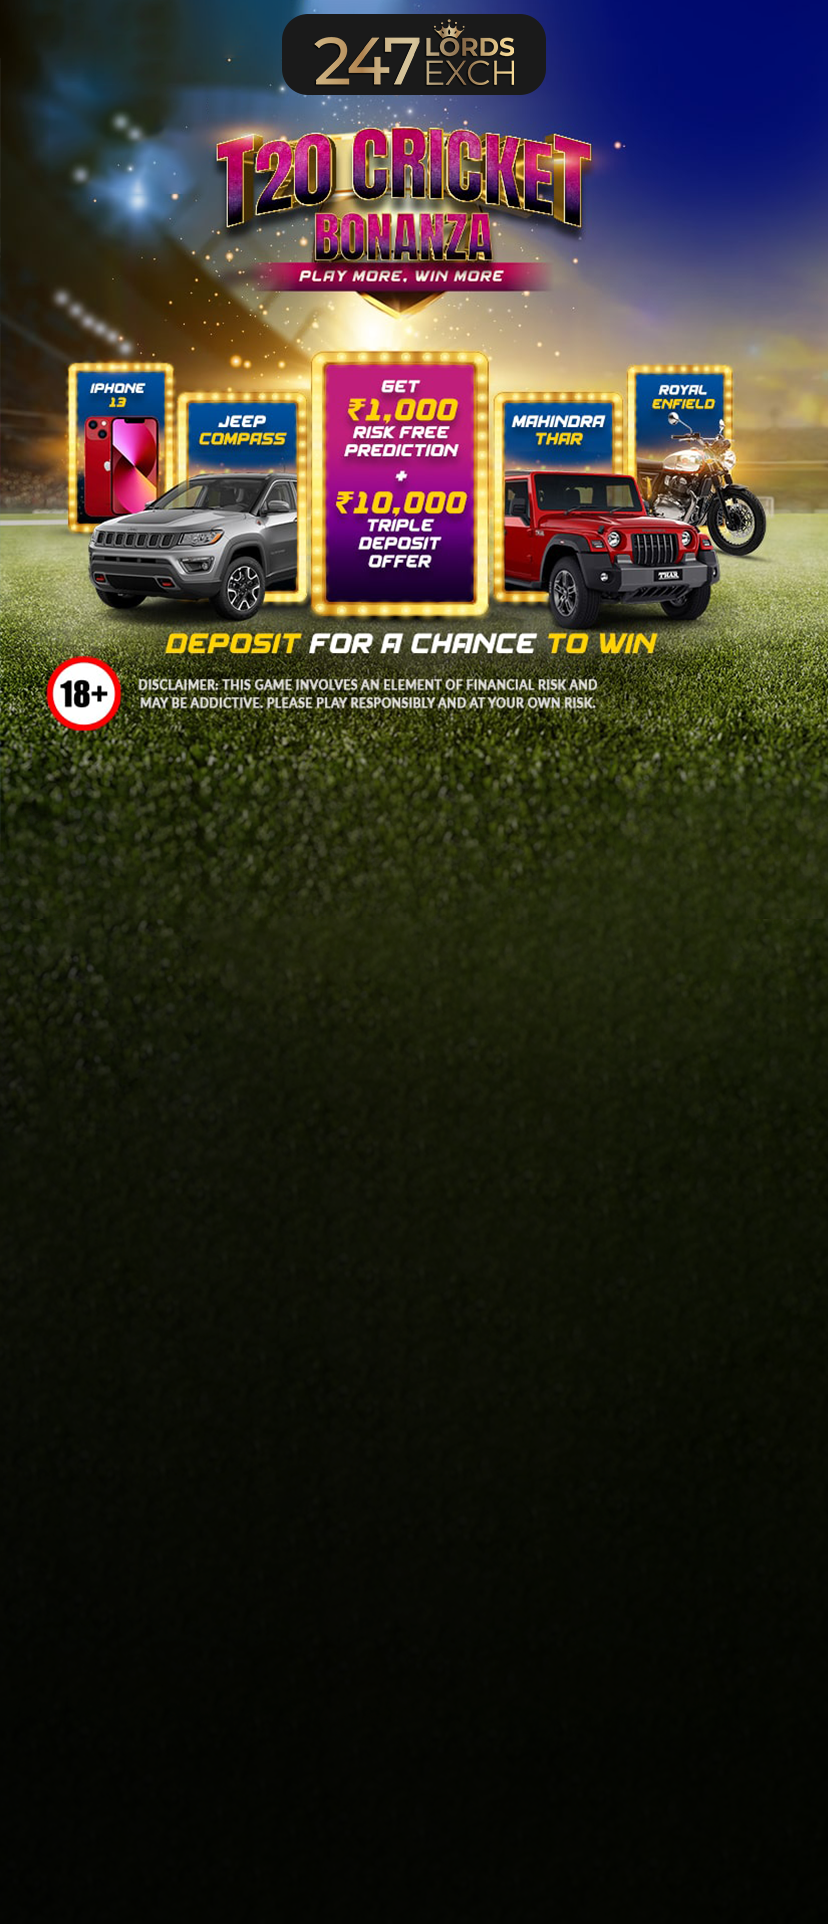 247 LORDS
EXCH
T20 CRICKET
BONANZA
PLAY MORE, WIN MORE
IPHONE
13
JEEP
COMPASS
GET
₹1,000
RISK FREE
PREDICTION
+
₹10,000
TRIPLE
DEPOSIT
OFFER
MAHINDRA
THAR
THAR
THAR
ROYAL
ENFIELD
DEPOSIT FOR A CHANCE TO WIN
18+
DISCLAIMER: THIS GAME INVOLVES AN ELEMENT OF FINANCIAL RISK AND
MAY BE ADDICTIVE. PLEASE PLAY RESPONSIBLY AND AT YOUR OWN RISK.